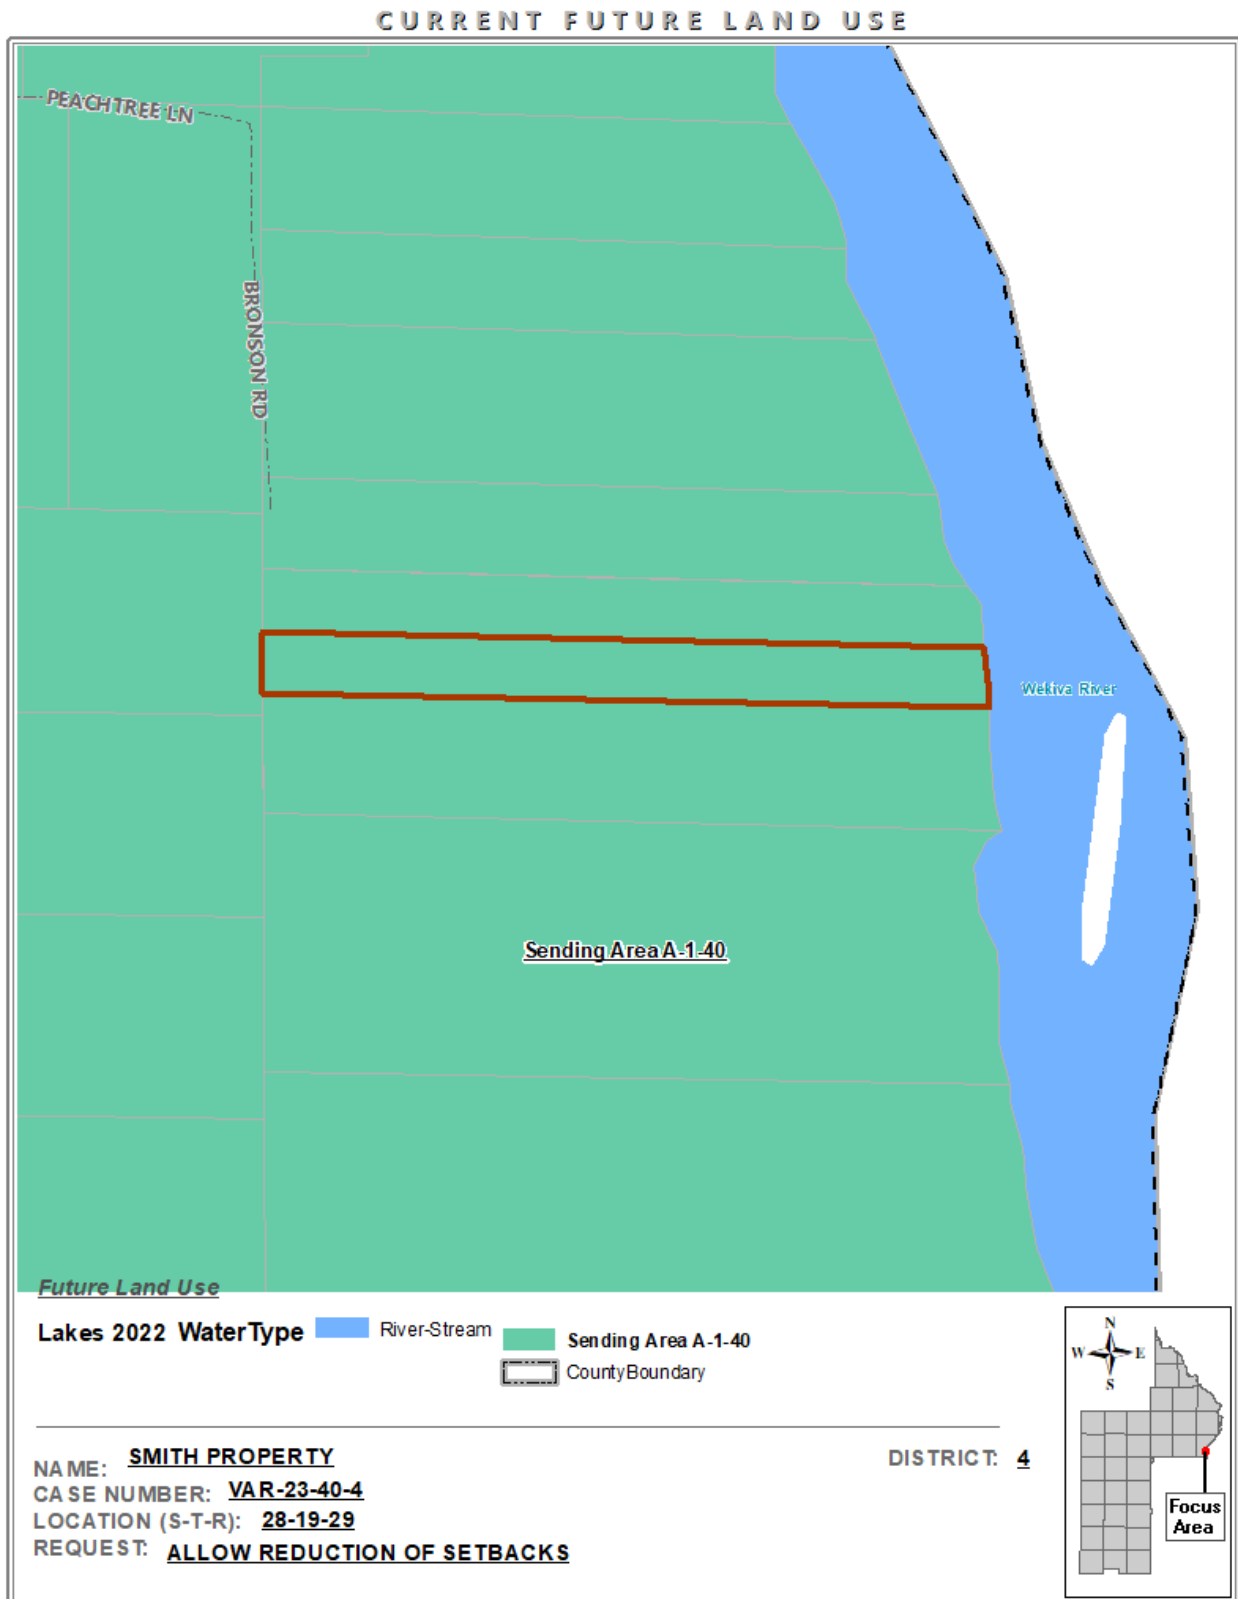 CURRENT FUTURE LAND USE
PEACHTREE LN
BRONSON RD
Wekiva River
Sending Area A-1-40
Future Land Use
Lakes 2022 WaterType
River-Stream
Sending Area A-1-40
County Boundary
N
W E
S
Focus
Area
NAME: SMITH PROPERTY
DISTRICT: 4
CASE NUMBER: VAR-23-40-4
LOCATION (S-T-R): 28-19-29
REQUEST: ALLOW REDUCTION OF SETBACKS